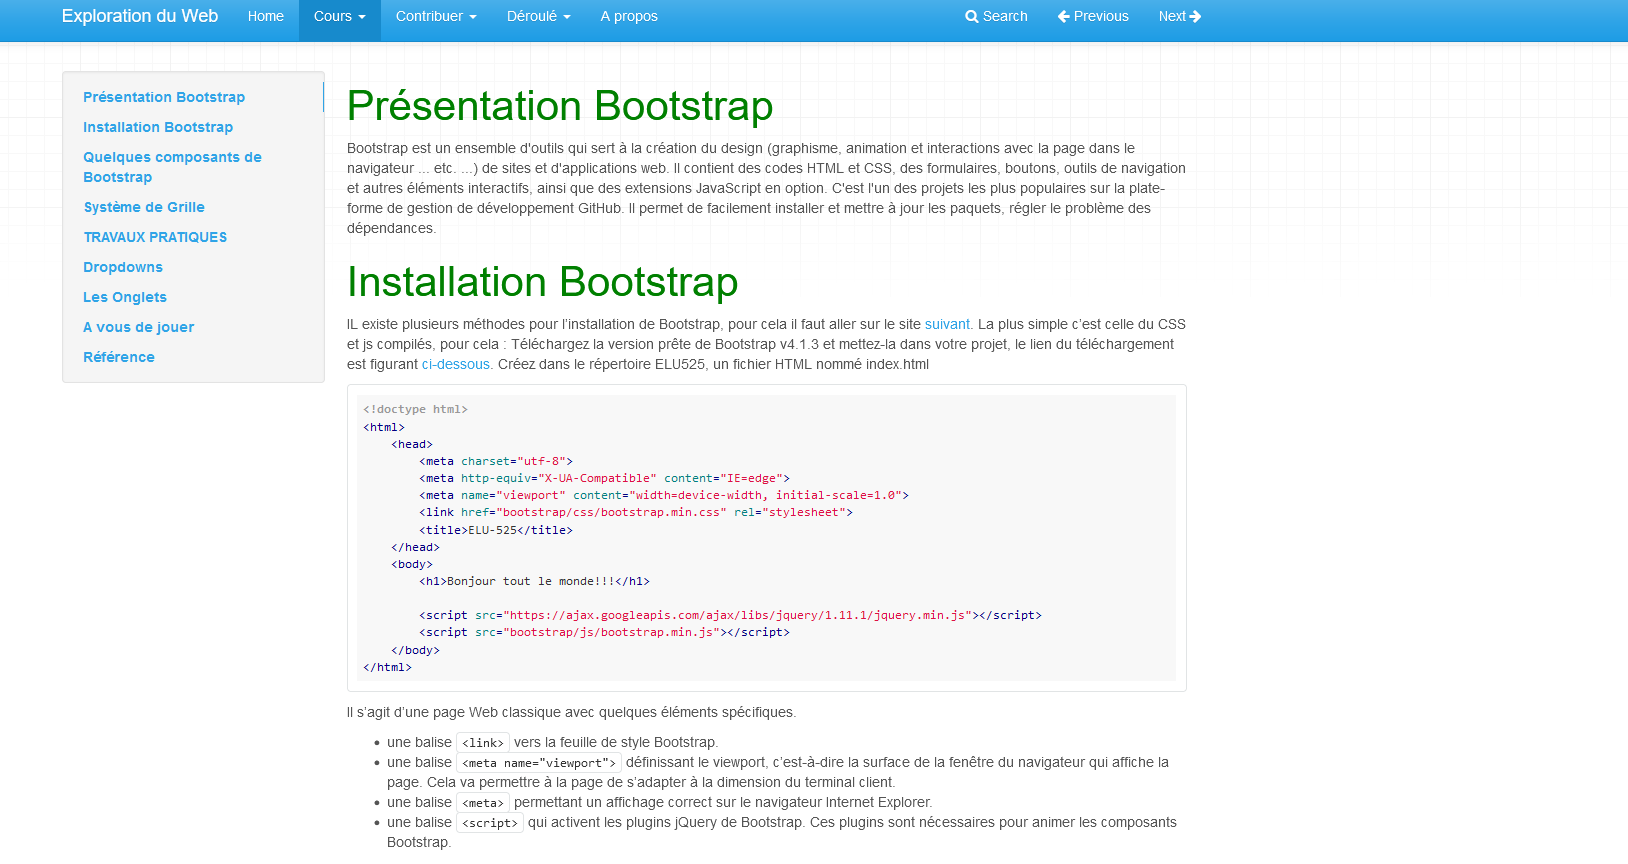 Exploration du Web Home Cours Contribuer Déroulé A propos Search Previous Next
Présentation Bootstrap
Installation Bootstrap
Quelques composants de
Bootstrap
Système de Grille
TRAVAUX PRATIQUES
Dropdowns
Les Onglets
A vous de jouer
Référence
Présentation Bootstrap
Bootstrap est un ensemble d'outils qui sert à la création du design (graphisme, animation et interactions avec la page dans le
navigateur ... etc. ...) de sites et d'applications web. Il contient des codes HTML et CSS, des formulaires, boutons, outils de navigation
et autres éléments interactifs, ainsi que des extensions JavaScript en option. C'est l'un des projets les plus populaires sur la plate-
forme de gestion de développement GitHub. Il permet de facilement installer et mettre à jour les paquets, régler le problème des
dépendances.
Installation Bootstrap
IL existe plusieurs méthodes pour l’installation de Bootstrap, pour cela il faut aller sur le site suivant. La plus simple c’est celle du CSS
et js compilés, pour cela : Téléchargez la version prête de Bootstrap v4.1.3 et mettez-la dans votre projet, le lien du téléchargement
est figurant ci-dessous. Créez dans le répertoire ELU525, un fichier HTML nommé index.html
<!doctype html>
<html>
<head>
<meta charset="utf-8">
<meta http-equiv="X-UA-Compatible" content="IE=edge">
<meta name="viewport" content="width=device-width, initial-scale=1.0">
<link href="bootstrap/css/bootstrap.min.css" rel="stylesheet">
<title>ELU-525</title>
</head>
<body>
<h1>Bonjour tout le monde!!!</h1>
<script src="https://ajax.googleapis.com/ajax/libs/jquery/1.11.1/jquery.min.js"></script>
<script src="bootstrap/js/bootstrap.min.js"></script>
</body>
</html>
Il s’agit d’une page Web classique avec quelques éléments spécifiques.
• une balise <link> vers la feuille de style Bootstrap.
• une balise <meta name="viewport"> définissant le viewport, c’est-à-dire la surface de la fenêtre du navigateur qui affiche la
page. Cela va permettre à la page de s’adapter à la dimension du terminal client.
• une balise <meta> permettant un affichage correct sur le navigateur Internet Explorer.
• une balise <script> qui activent les plugins jQuery de Bootstrap. Ces plugins sont nécessaires pour animer les composants
Bootstrap.